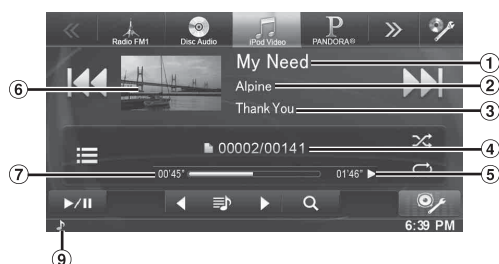 Radio FM1
Disc Audio
iPod Video
P
PANDORA®
My Need
Alpine
Thank You
00002/00141
00'45"
01'46"
6:39 PM
1
2
3
4
5
6
7
9